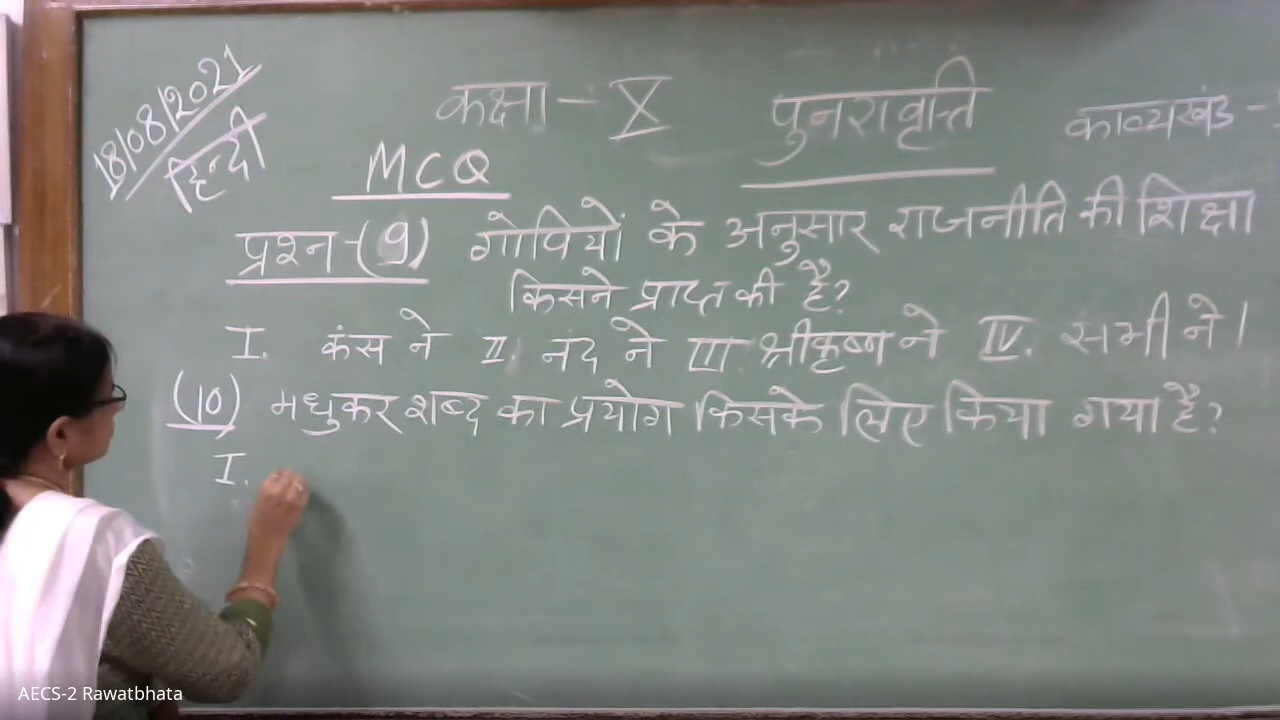 18/08/2021
हिन्दी
कक्षा - X पुनरावृत्ति काव्यखंड -
MCQ
प्रश्न-(9) गोपियों के अनुसार राजनीति की शिक्षा
किसने प्राप्त की है?
I. कंस ने II. नंद ने III. श्रीकृष्ण ने IV. सभी ने।
(10) मधुकर शब्द का प्रयोग किसके लिए किया गया है?
I.
AECS-2 Rawatbhata